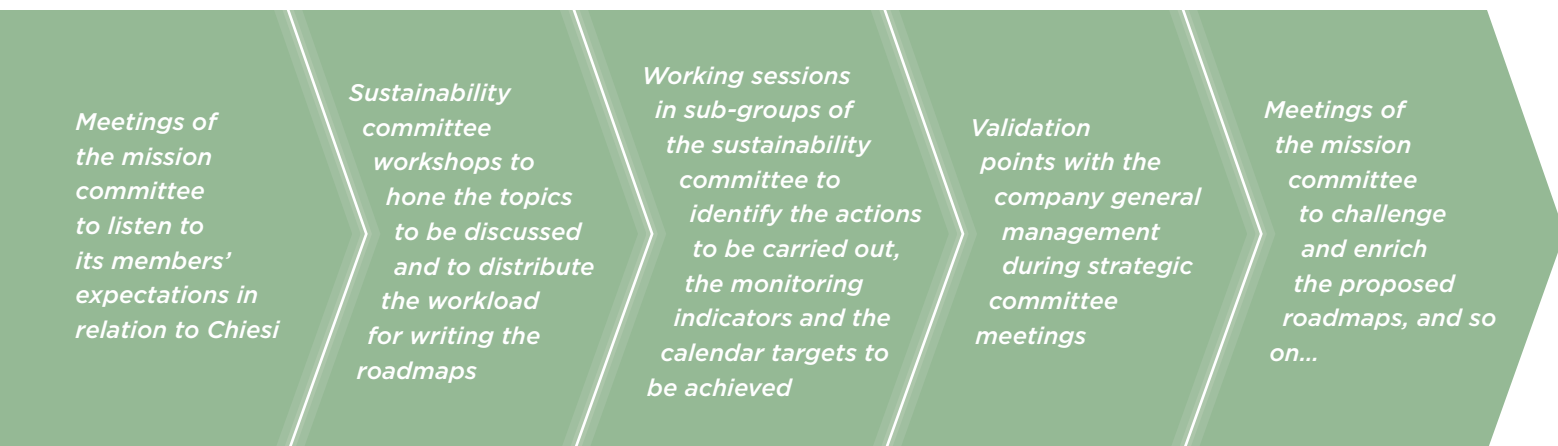 Meetings of
the mission
committee
to listen to
its members’
expectations in
relation to Chiesi
Sustainability
committee
workshops to
hone the topics
to be discussed
and to distribute
the workload
for writing the
roadmaps
Working sessions
in sub-groups of
the sustainability
committee to
identify the actions
to be carried out,
the monitoring
indicators and the
calendar targets to
be achieved
Validation
points with the
company general
management
during strategic
committee
meetings
Meetings of
the mission
committee
to challenge
and enrich
the proposed
roadmaps, and so
on...